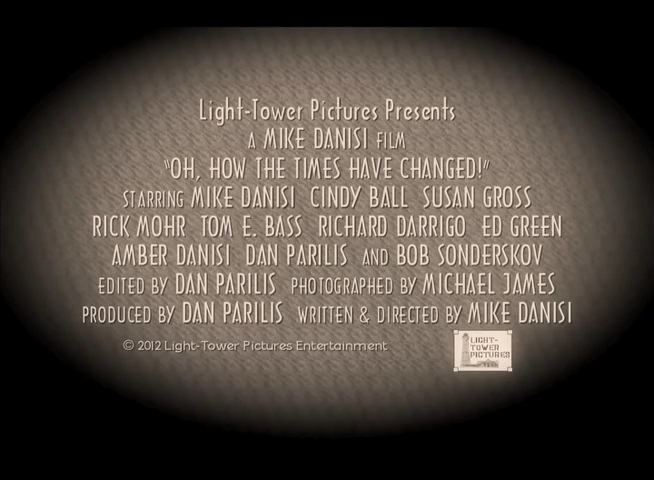 Light-Tower Pictures Presents
A MIKE DANISI FILM
"OH, HOW THE TIMES HAVE CHANGED!"
STARRING MIKE DANISI CINDY BALL SUSAN GROSS
RICK MOHR TOM E. BASS RICHARD DARRIGO ED GREEN
AMBER DANISI DAN PARILIS AND BOB SONDERSKOV
EDITED BY DAN PARILIS PHOTOGRAPHED BY MICHAEL JAMES
PRODUCED BY DAN PARILIS WRITTEN & DIRECTED BY MIKE DANISI
© 2012 Light-Tower Pictures Entertainment
LIGHT-
TOWER
PICTURES